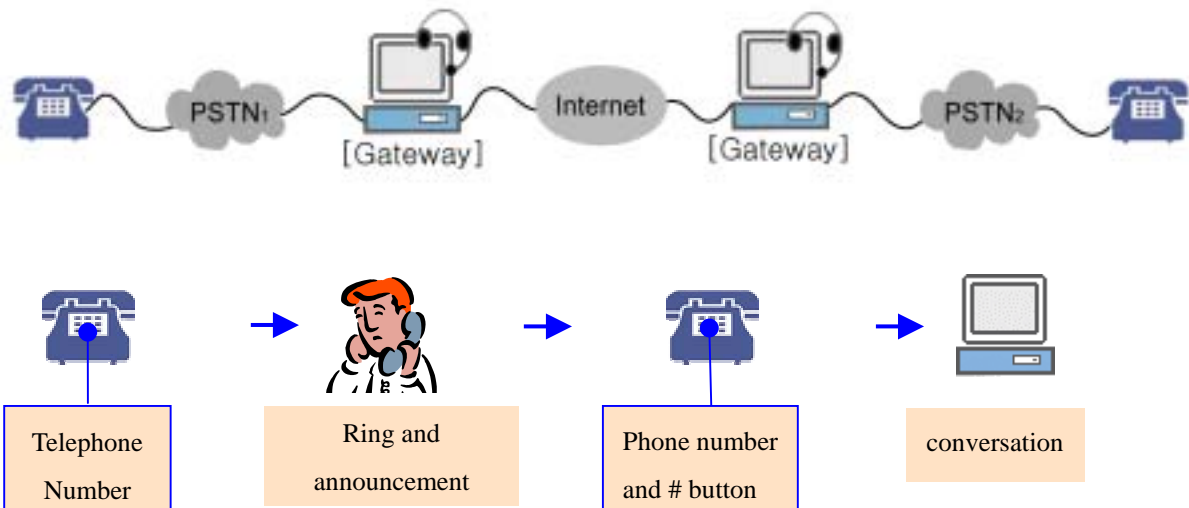 PSTN₁
Internet
PSTN₂
[Gateway]
[Gateway]
Telephone
Number
Ring and
announcement
Phone number
and # button
conversation